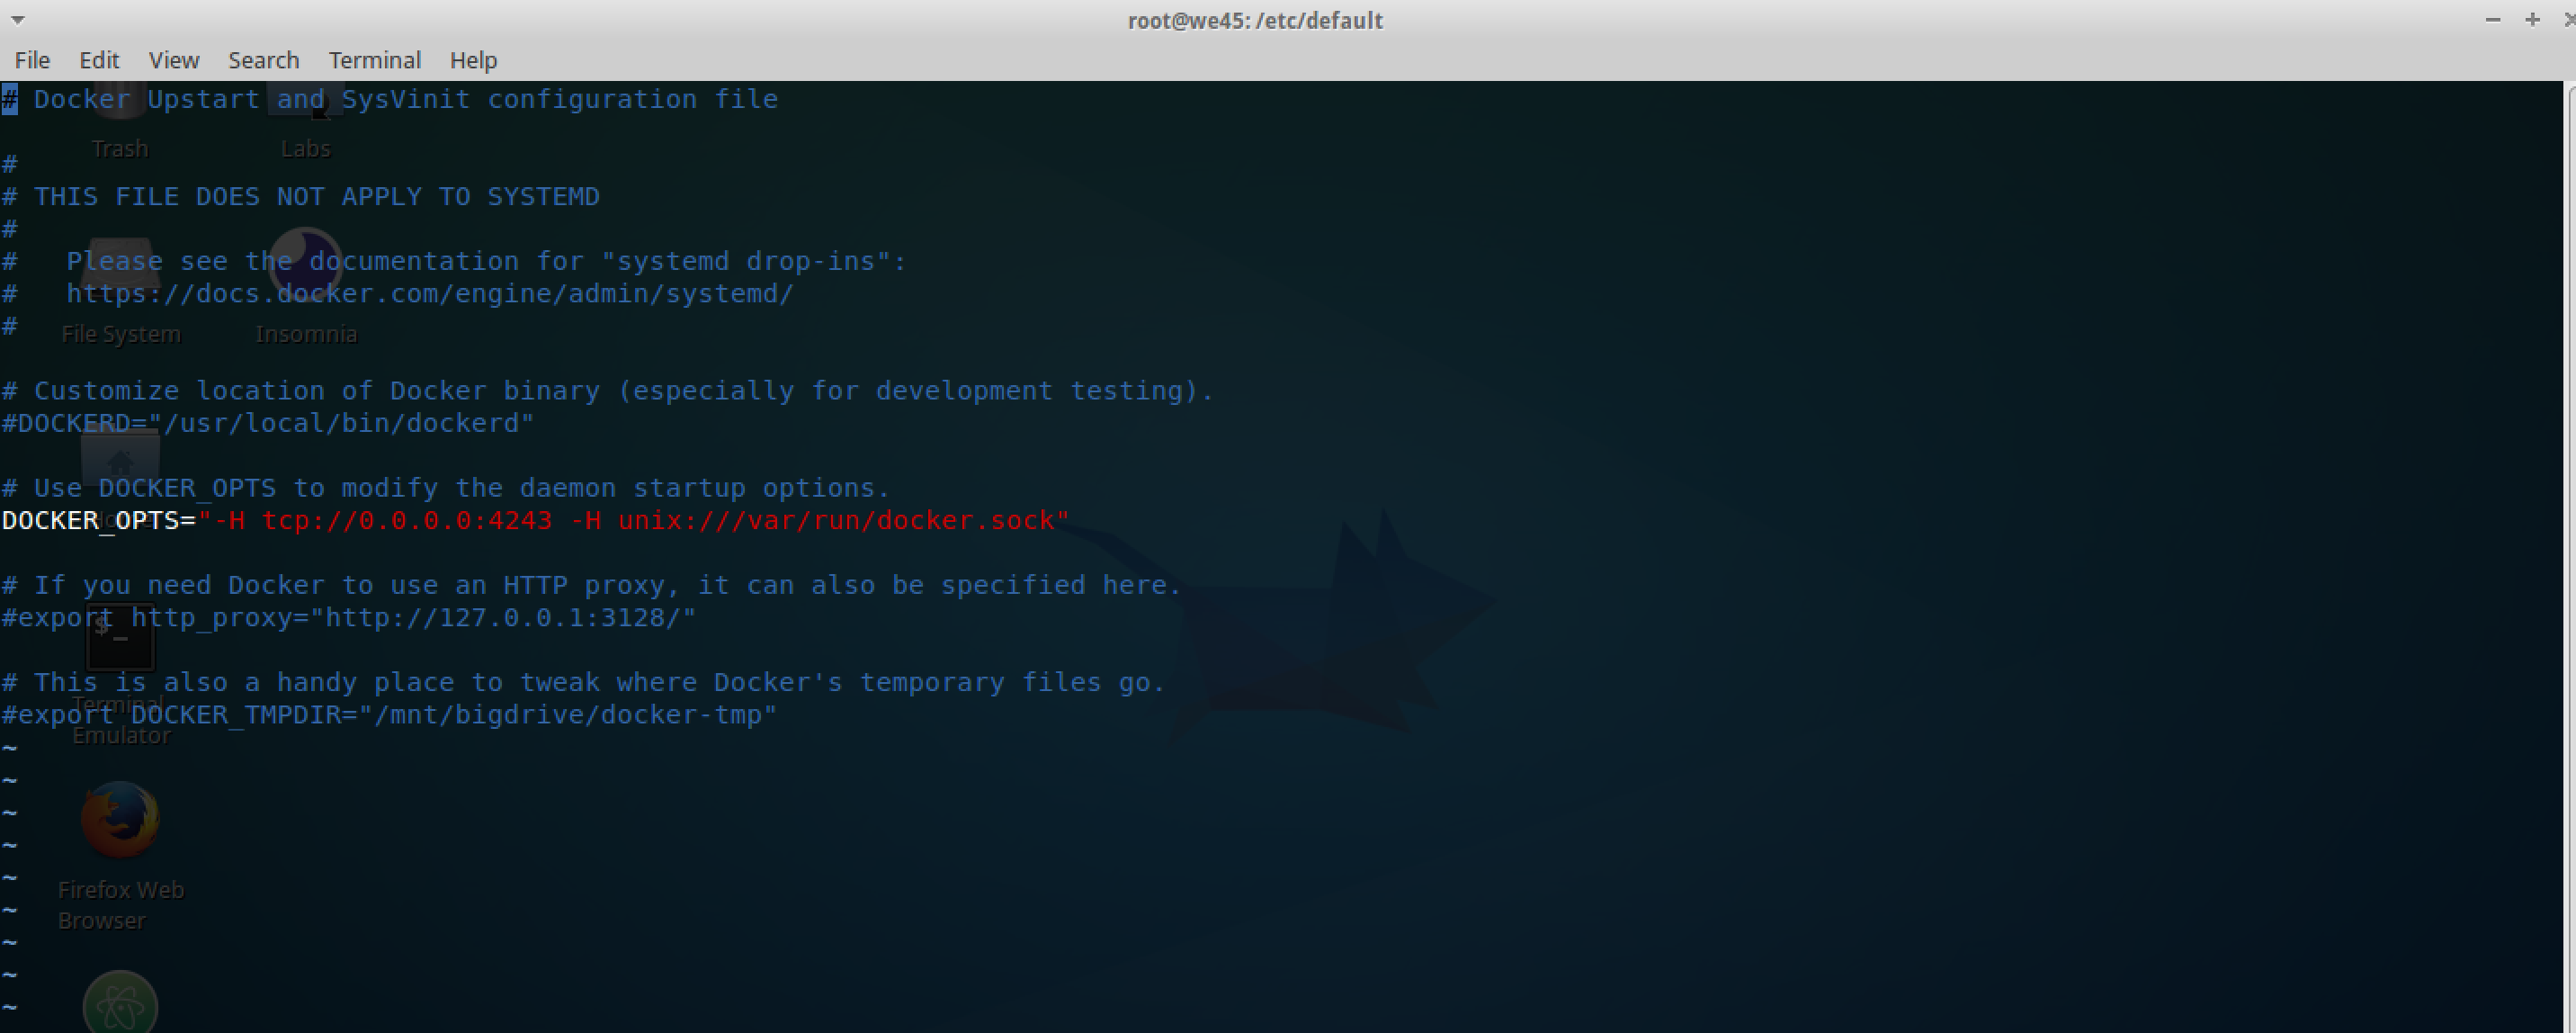 root@we45: /etc/default
File Edit View Search Terminal Help
# Docker Upstart and SysVinit configuration file
Trash Labs
#
# THIS FILE DOES NOT APPLY TO SYSTEMD
#
#   Please see the documentation for "systemd drop-ins":
#   https://docs.docker.com/engine/admin/systemd/
#
File System Insomnia
# Customize location of Docker binary (especially for development testing).
#DOCKERD="/usr/local/bin/dockerd"
# Use DOCKER_OPTS to modify the daemon startup options.
DOCKER_OPTS="-H tcp://0.0.0.0:4243 -H unix:///var/run/docker.sock"
# If you need Docker to use an HTTP proxy, it can also be specified here.
#export http_proxy="http://127.0.0.1:3128/"
$_
# This is also a handy place to tweak where Docker's temporary files go.
#export DOCKER_TMPDIR="/mnt/bigdrive/docker-tmp"
Terminal
Emulator
~
~
~
~
~
Firefox Web
Browser
~
~
~
~